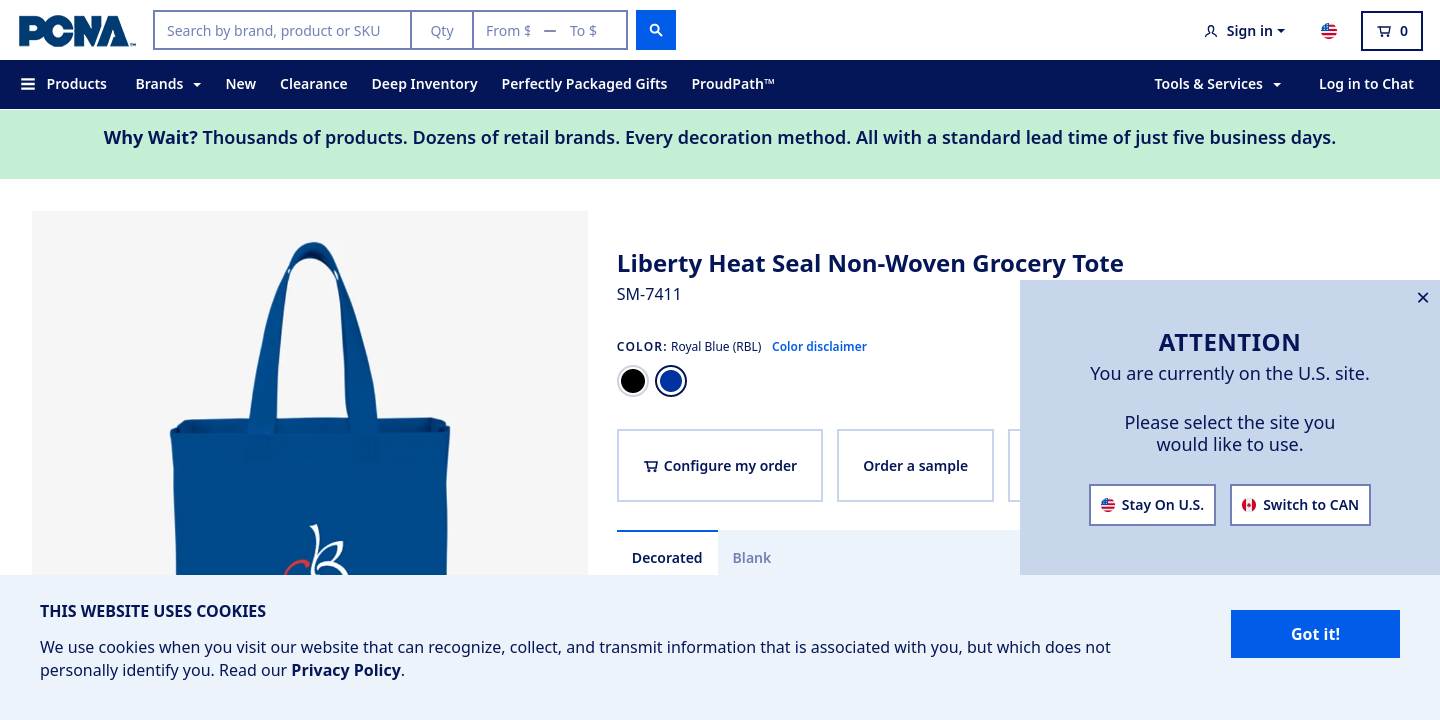 PCNA™
Search by brand, product or SKU
Qty
From $ — To $
Sign in
0
Products
Brands
New
Clearance
Deep Inventory
Perfectly Packaged Gifts
ProudPath™
Tools & Services
Log in to Chat
Why Wait? Thousands of products. Dozens of retail brands. Every decoration method. All with a standard lead time of just five business days.
Liberty Heat Seal Non-Woven Grocery Tote
SM-7411
COLOR: Royal Blue (RBL) Color disclaimer
Configure my order
Order a sample
Decorated
Blank
ATTENTION
You are currently on the U.S. site.
Please select the site you
would like to use.
Stay On U.S.
Switch to CAN
THIS WEBSITE USES COOKIES
We use cookies when you visit our website that can recognize, collect, and transmit information that is associated with you, but which does not
personally identify you. Read our Privacy Policy.
Got it!